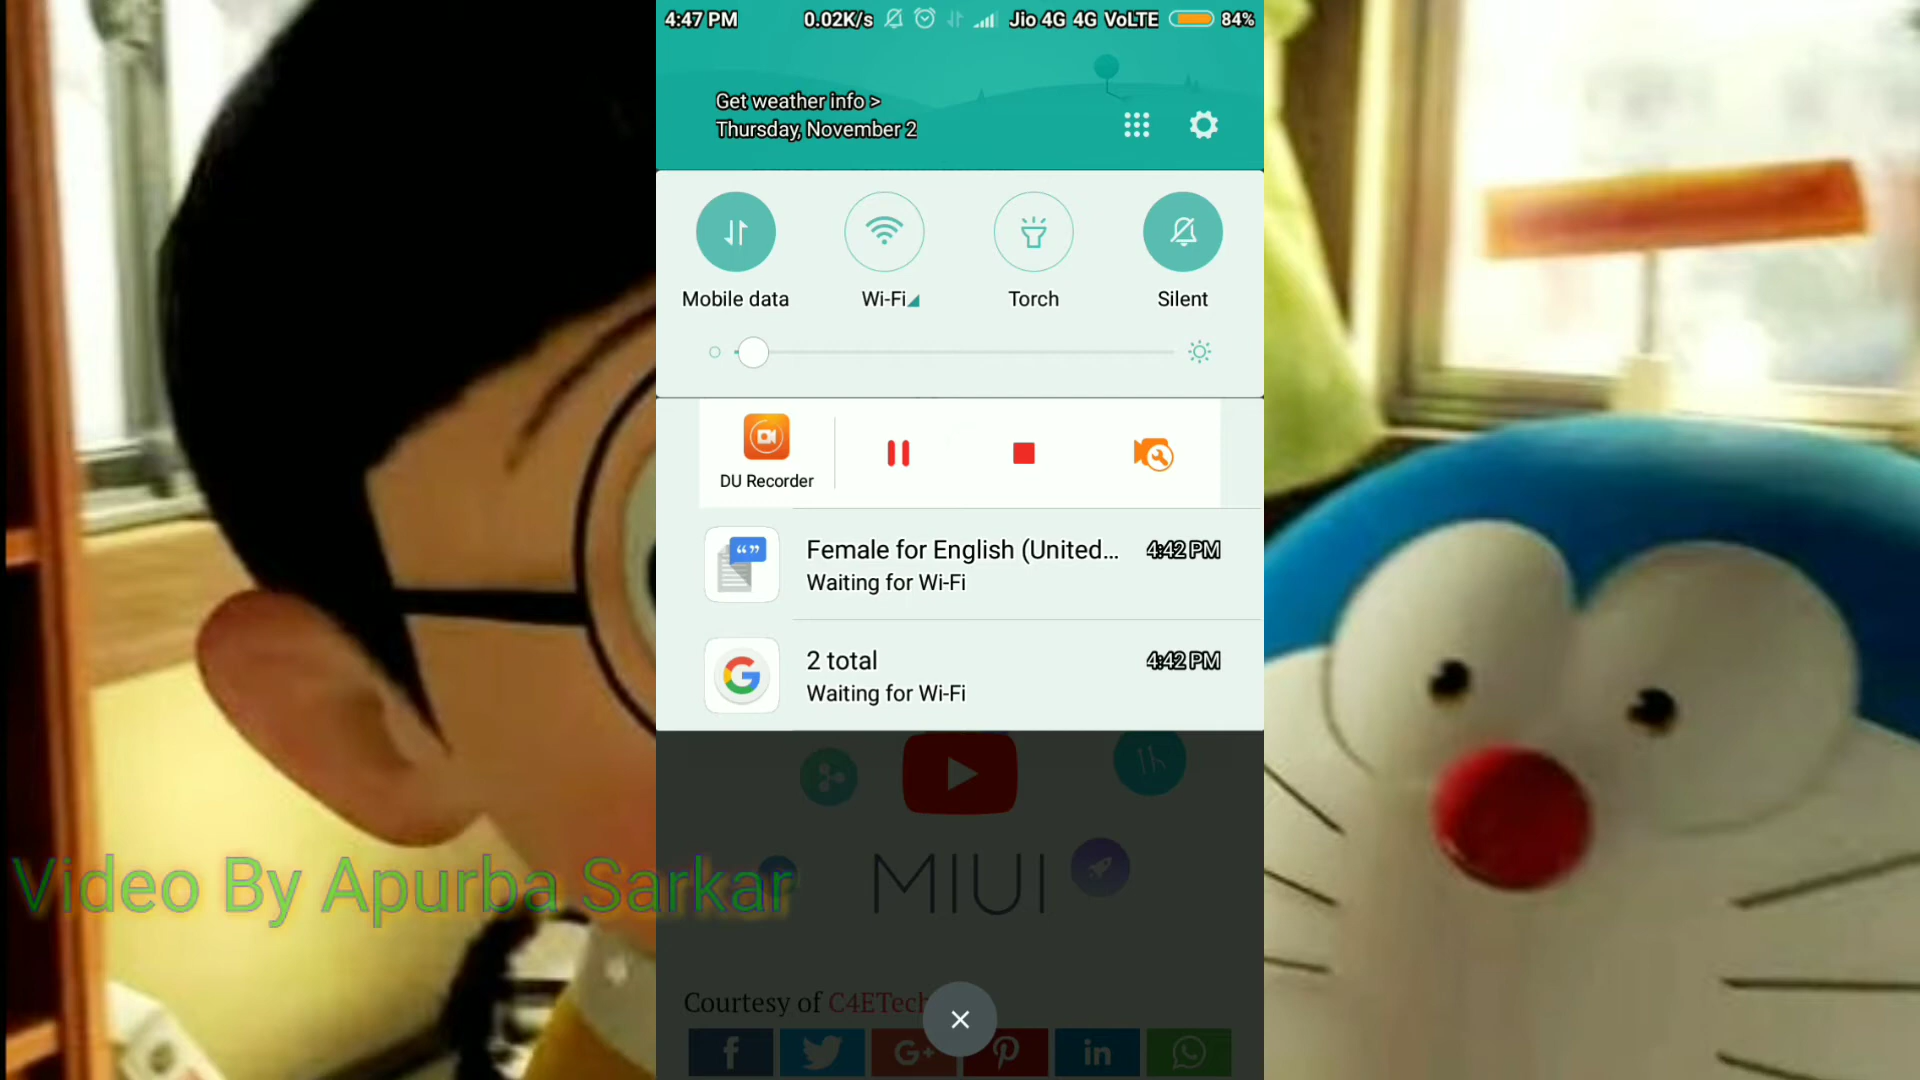 4:47 PM 0.02K/s Jio 4G 4G VoLTE 84%
Get weather info >
Thursday, November 2
Mobile data Wi-Fi Torch Silent
DU Recorder
Female for English (United... 4:42 PM
Waiting for Wi-Fi
2 total 4:42 PM
Waiting for Wi-Fi
MIUI
Video By Apurba Sarkar
Courtesy of C4ETech